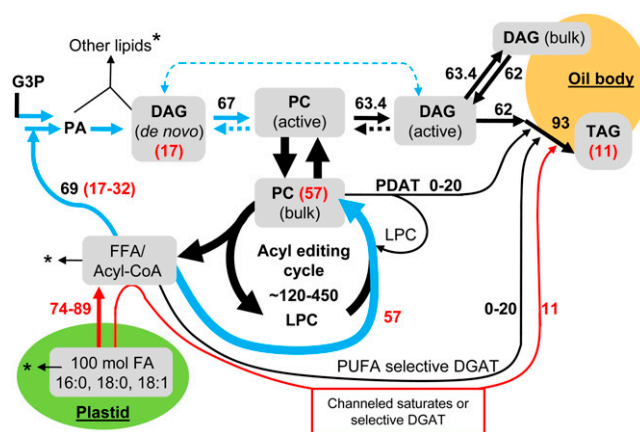 Other lipids*
G3P
PA
DAG
(de novo)
(17)
67
PC
(active)
63.4
DAG
(active)
63.4
62
DAG (bulk)
Oil body
62
93
TAG
(11)
69 (17-32)
PC (57)
(bulk)
PDAT 0-20
LPC
* FFA/
Acyl-CoA
Acyl editing
cycle
~120-450
LPC
57
0-20
11
74-89
PUFA selective DGAT
* 100 mol FA
16:0, 18:0, 18:1
Plastid
Channeled saturates or
selective DGAT